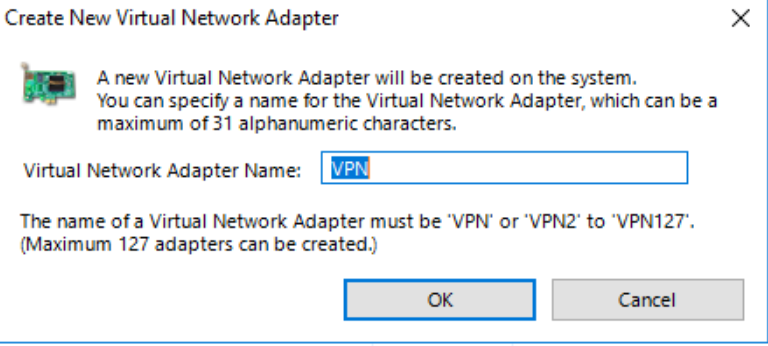 Create New Virtual Network Adapter
A new Virtual Network Adapter will be created on the system.
You can specify a name for the Virtual Network Adapter, which can be a
maximum of 31 alphanumeric characters.
Virtual Network Adapter Name: VPN
The name of a Virtual Network Adapter must be 'VPN' or 'VPN2' to 'VPN127'.
(Maximum 127 adapters can be created.)
OK Cancel